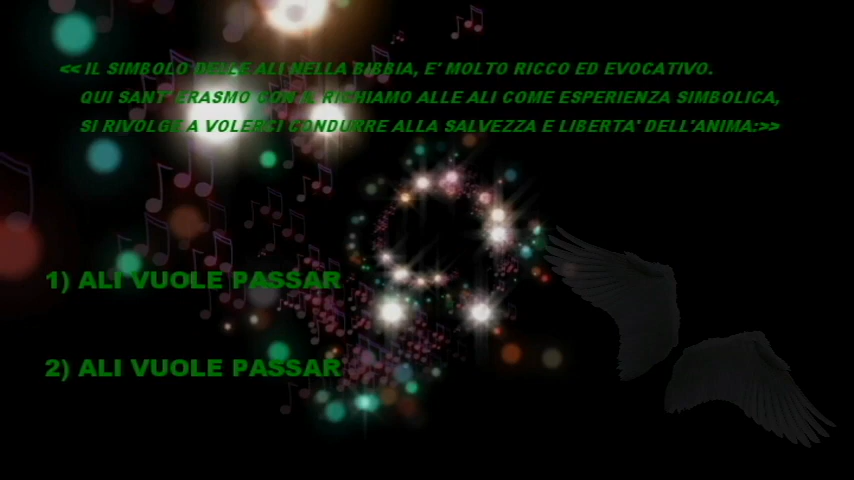 << IL SIMBOLO DELLE ALI NELLA BIBBIA, E' MOLTO RICCO ED EVOCATIVO.
QUI SANT' ERASMO CON IL RICHIAMO ALLE ALI COME ESPERIENZA SIMBOLICA,
SI RIVOLGE A VOLERCI CONDURRE ALLA SALVEZZA E LIBERTA' DELL'ANIMA:>>
1) ALI VUOLE PASSAR
2) ALI VUOLE PASSAR